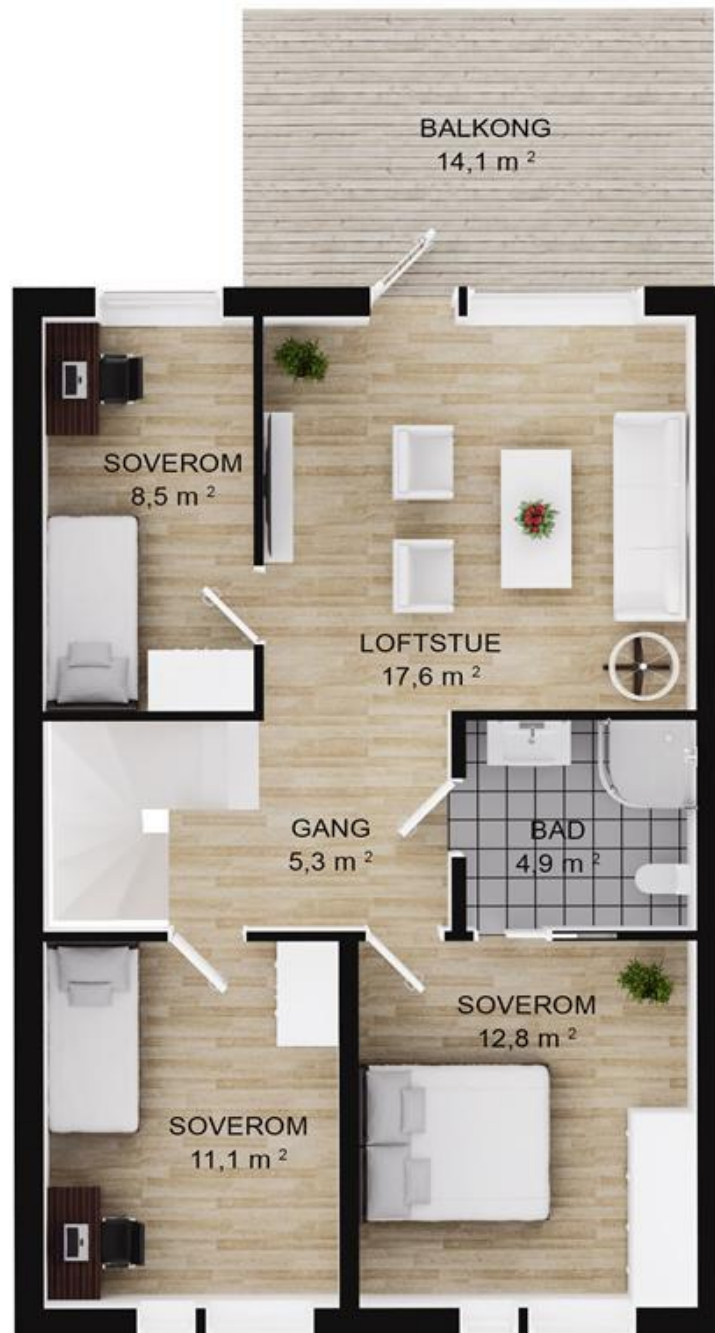 BALKONG
14,1 m ²
SOVEROM
8,5 m ²
LOFTSTUE
17,6 m ²
GANG
5,3 m ²
BAD
4,9 m ²
SOVEROM
12,8 m ²
SOVEROM
11,1 m ²